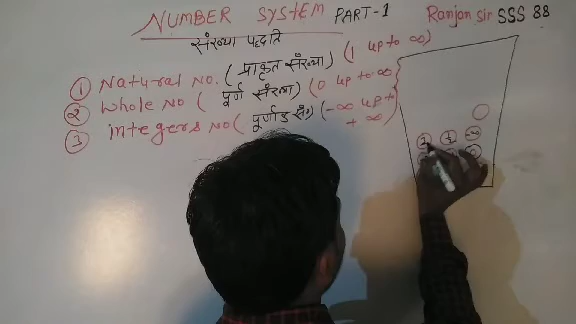 NUMBER SYSTEM PART-1 Ranjan Sir SSS 88
संख्या पद्धति
① Natural No. (प्राकृत संख्या) (1 up to ∞)
② Whole NO (पूर्ण संख्या) (0 up to ∞)
③ integers NO (पूर्णांक सं०) (-∞ up to
+ ∞)